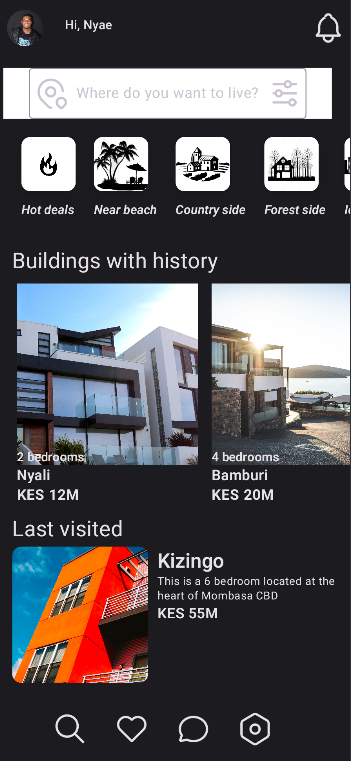 Hi, Nyae
Where do you want to live?
Hot deals
Near beach
Country side
Forest side
Buildings with history
2 bedrooms
Nyali
KES 12M
4 bedrooms
Bamburi
KES 20M
Last visited
Kizingo
This is a 6 bedroom located at the
heart of Mombasa CBD
KES 55M